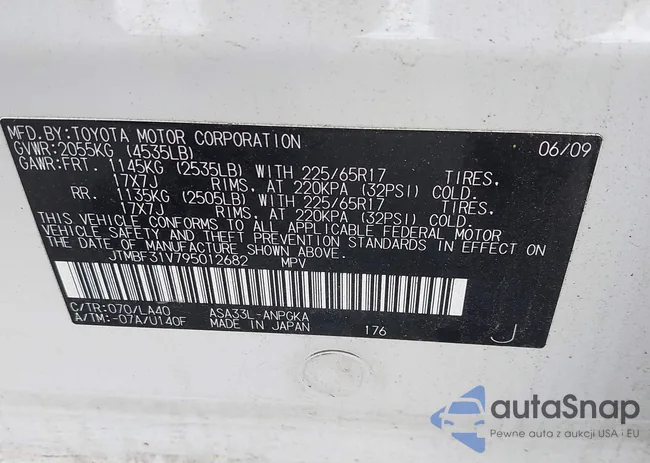 MFD.BY:TOYOTA MOTOR CORPORATION 06/09
GVWR:2055KG (4535LB)
GAWR:FRT. 1145KG (2535LB) WITH 225/65R17 TIRES,
17X7J RIMS, AT 220KPA (32PSI) COLD.
RR. 1135KG (2505LB) WITH 225/65R17 TIRES,
17X7J RIMS, AT 220KPA (32PSI) COLD.
THIS VEHICLE CONFORMS TO ALL APPLICABLE FEDERAL MOTOR
VEHICLE SAFETY AND THEFT PREVENTION STANDARDS IN EFFECT ON
THE DATE OF MANUFACTURE SHOWN ABOVE.
JTMBF31V795012682 MPV
C/TR:070/LA40 ASA33L-ANPGKA
A/TM:-07A/U140F MADE IN JAPAN 176 J
autaSnap
Pewne auta z aukcji USA i EU